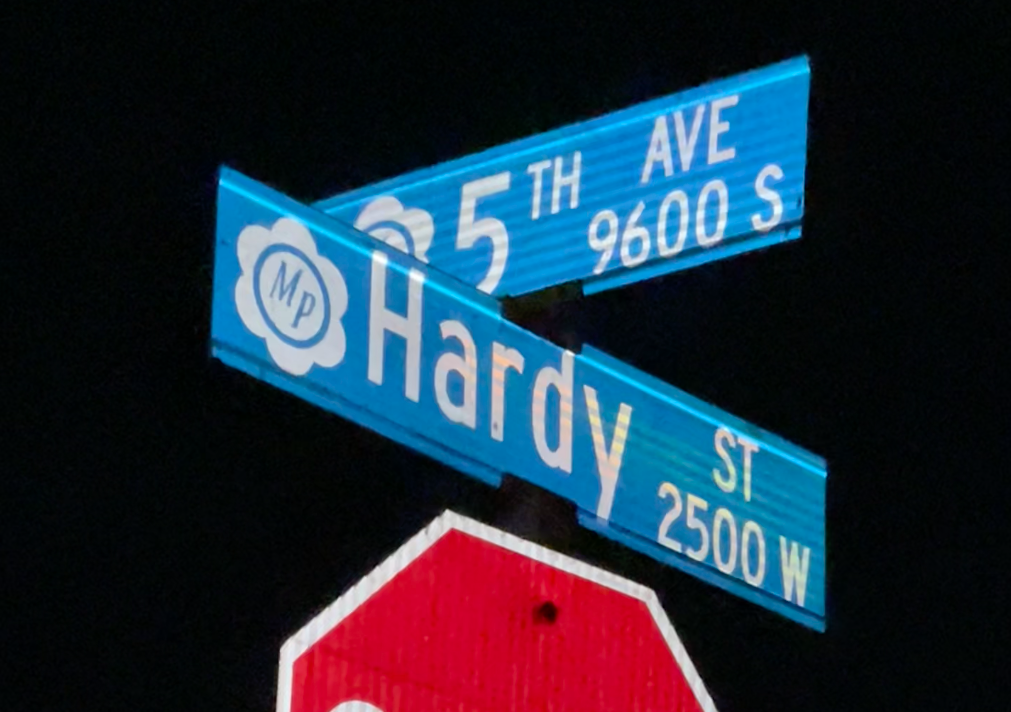 5TH AVE
9600 S
Mp Hardy ST
2500 W